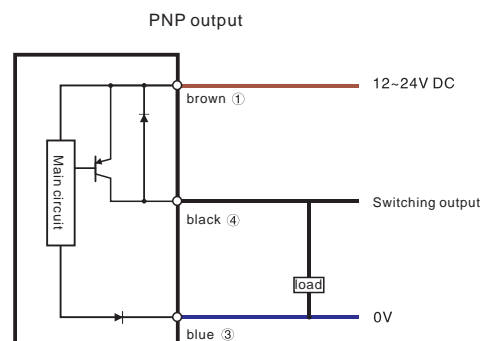 PNP output
12~24V DC
brown ①
Main circuit
Switching output
black ④
load
0V
blue ③